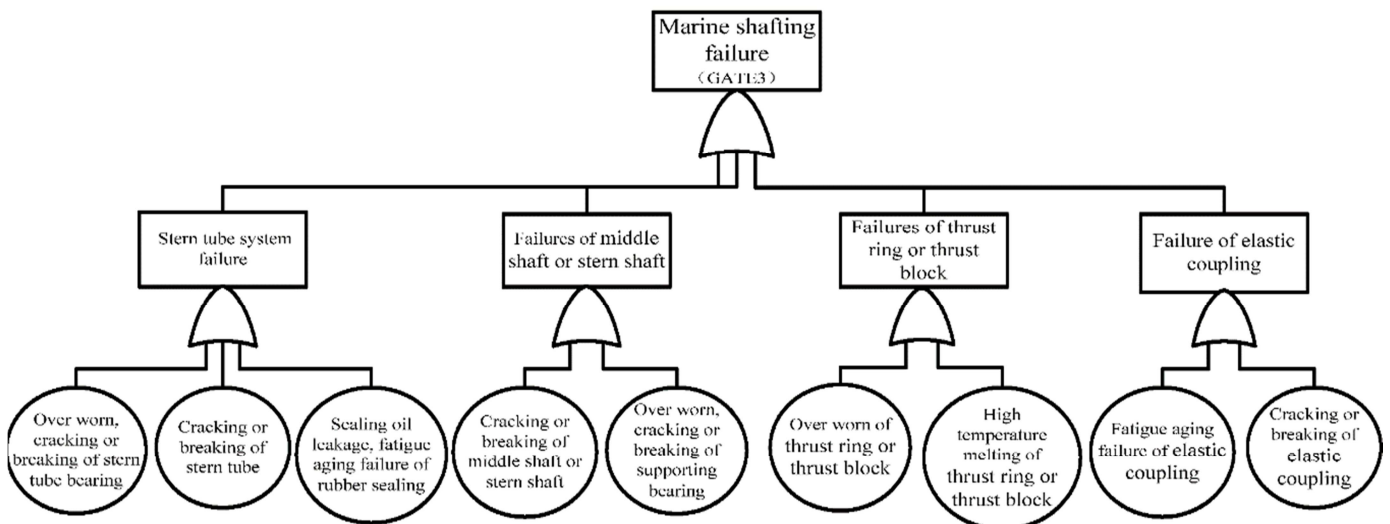 Marine shafting
failure
（GATE3）
Stern tube system
failure
Failures of middle
shaft or stern shaft
Failures of thrust
ring or thrust
block
Failure of elastic
coupling
Over worn,
cracking or
breaking of stern
tube bearing
Cracking or
breaking of
stern tube
Sealing oil
leakage, fatigue
aging failure of
rubber sealing
Cracking or
breaking of
middle shaft or
stern shaft
Over worn,
cracking or
breaking of
supporting
bearing
Over worn of
thrust ring or
thrust block
High
temperature
melting of
thrust ring or
thrust block
Fatigue aging
failure of elastic
coupling
Cracking or
breaking of
elastic
coupling